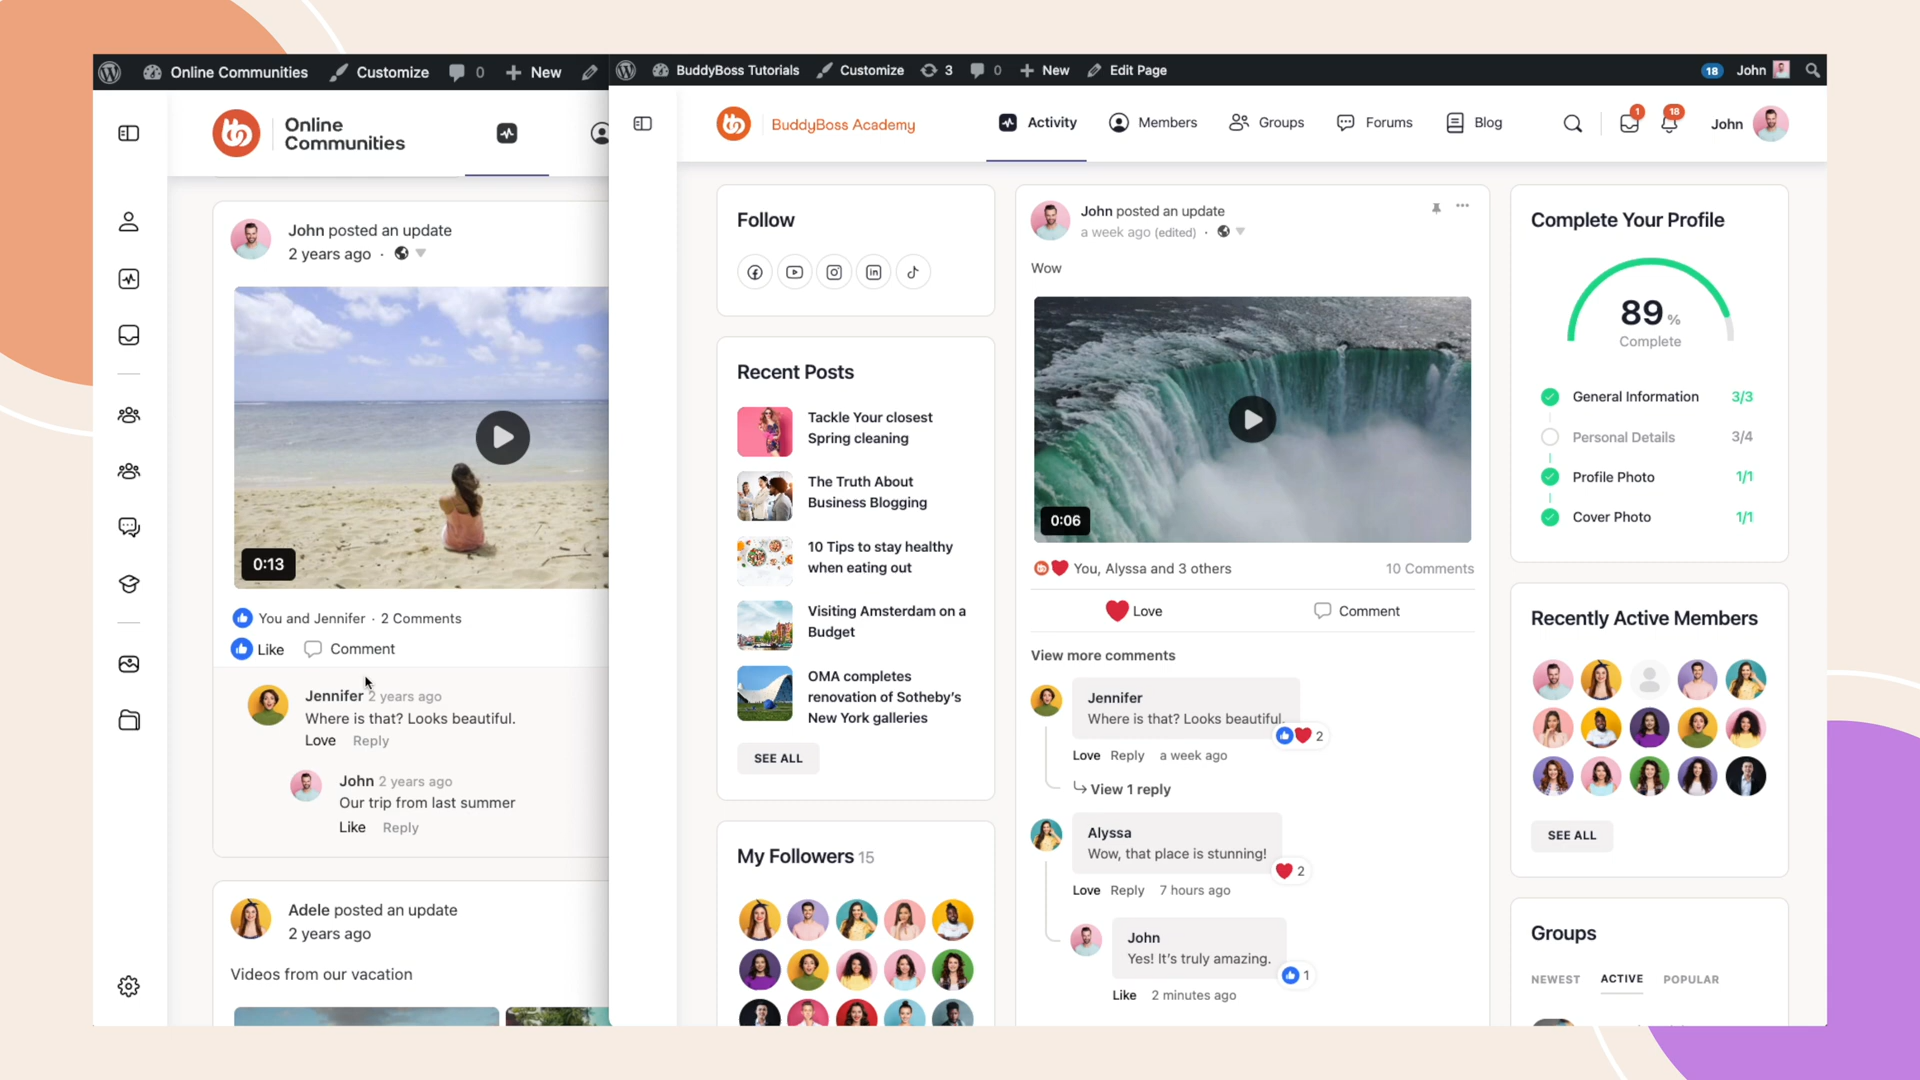 Online Communities
Customize
0
New
BuddyBoss Tutorials
Customize
3
0
New
Edit Page
18
John
Online
Communities
BuddyBoss Academy
Activity
Members
Groups
Forums
Blog
1
18
John
John posted an update
2 years ago ·
0:13
You and Jennifer · 2 Comments
Like
Comment
Jennifer 2 years ago
Where is that? Looks beautiful.
Love Reply
John 2 years ago
Our trip from last summer
Like Reply
Adele posted an update
2 years ago
Videos from our vacation
Follow
Recent Posts
Tackle Your closest
Spring cleaning
The Truth About
Business Blogging
10 Tips to stay healthy
when eating out
Visiting Amsterdam on a
Budget
OMA completes
renovation of Sotheby’s
New York galleries
SEE ALL
My Followers 15
John posted an update
a week ago (edited) ·
Wow
0:06
You, Alyssa and 3 others
10 Comments
Love
Comment
View more comments
Jennifer
Where is that? Looks beautiful.
2
Love Reply a week ago
View 1 reply
Alyssa
Wow, that place is stunning!
2
Love Reply 7 hours ago
John
Yes! It’s truly amazing.
1
Like 2 minutes ago
Complete Your Profile
89 %
Complete
General Information 3/3
Personal Details 3/4
Profile Photo 1/1
Cover Photo 1/1
Recently Active Members
SEE ALL
Groups
NEWEST ACTIVE POPULAR